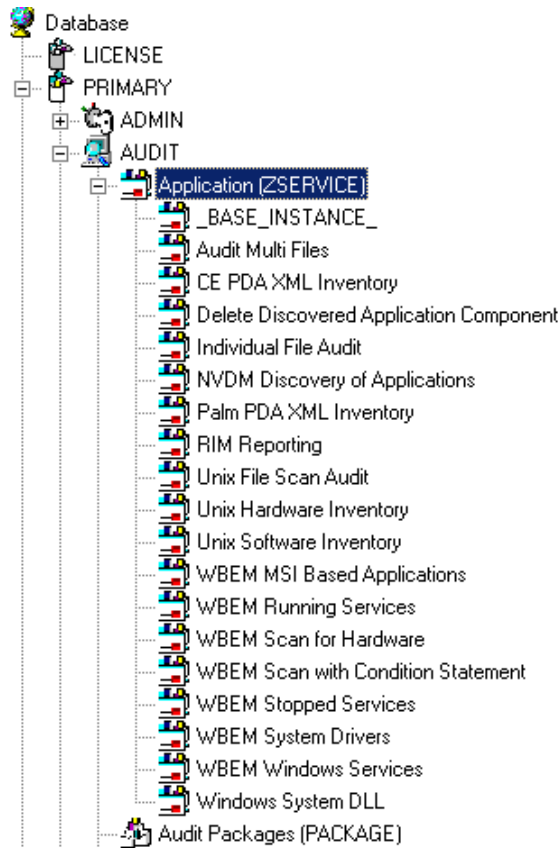 Database
LICENSE
PRIMARY
ADMIN
AUDIT
Application (ZSERVICE)
_BASE_INSTANCE_
Audit Multi Files
CE PDA XML Inventory
Delete Discovered Application Component
Individual File Audit
NVDM Discovery of Applications
Palm PDA XML Inventory
RIM Reporting
Unix File Scan Audit
Unix Hardware Inventory
Unix Software Inventory
WBEM MSI Based Applications
WBEM Running Services
WBEM Scan for Hardware
WBEM Scan with Condition Statement
WBEM Stopped Services
WBEM System Drivers
WBEM Windows Services
Windows System DLL
Audit Packages (PACKAGE)